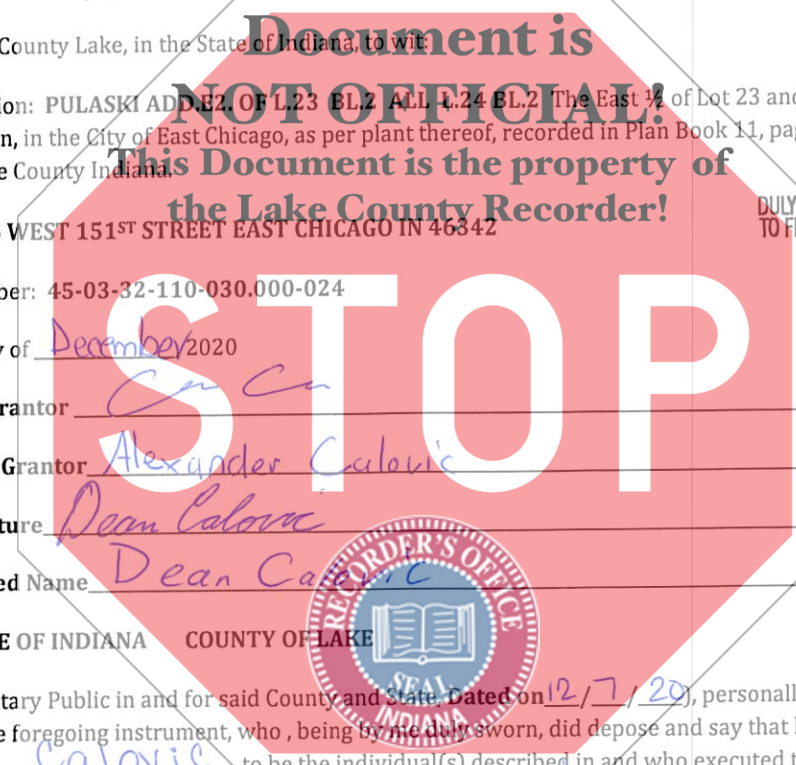 Document is
County Lake, in the State of Indiana, to wit:
NOT OFFICIAL!
ion: PULASKI ADD.E2. OF L.23 BL.2 ALL L.24 BL.2 The East ½ of Lot 23 and
n, in the City of East Chicago, as per plant thereof, recorded in Plan Book 11, pag
This Document is the property of
e County Indiana.
the Lake County Recorder!
DULY
WEST 151ST STREET EAST CHICAGO IN 46342
TO F
ber: 45-03-32-110-030.000-024
STOP
y of December 2020
rantor
Grantor Alexander Calovic
ture Dean Calovic
ed Name Dean Calovic
RECORDER'S OFFICE
E OF INDIANA COUNTY OF LAKE
SEAL
INDIANA
tary Public in and for said County and State, Dated on 12/7/20), personall
e foregoing instrument, who , being by me duly sworn, did depose and say that
Calovic to be the individual(s) described in and who executed t